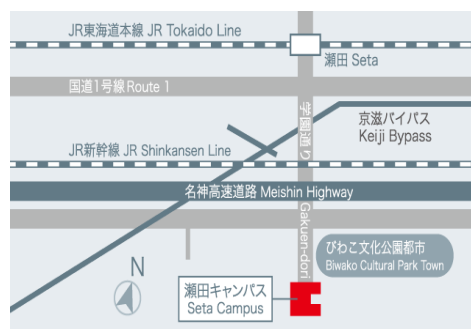 JR東海道本線 JR Tokaido Line
瀬田 Seta
国道1号線 Route 1
学園通り Gakuen-dori
京滋バイパス
Keiji Bypass
JR新幹線 JR Shinkansen Line
名神高速道路 Meishin Highway
びわこ文化公園都市
Biwako Cultural Park Town
N
瀬田キャンパス
Seta Campus